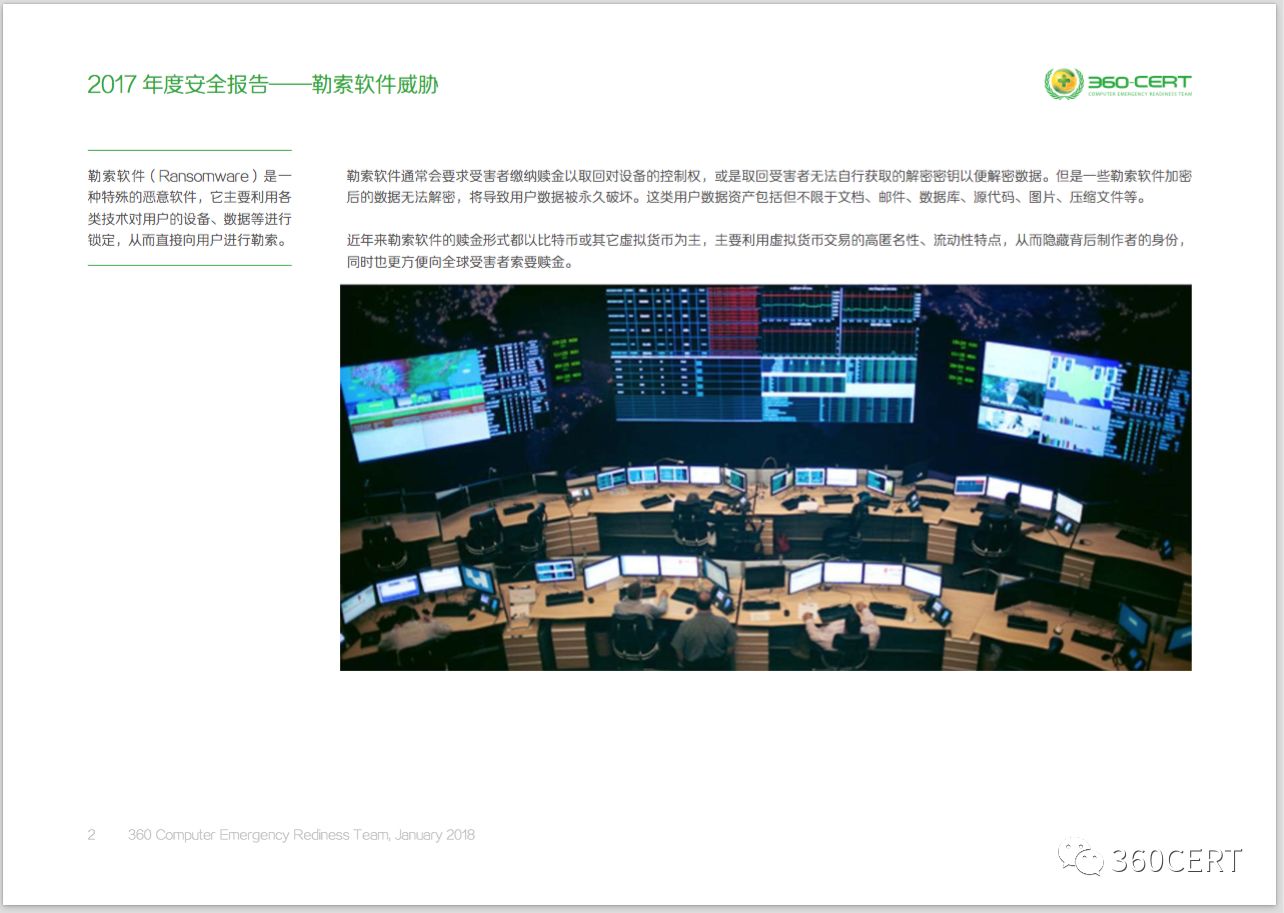 2017 年度安全报告——勒索软件威胁
360-CERT
COMPUTER EMERGENCY READINESS TEAM
勒索软件（Ransomware）是一
种特殊的恶意软件，它主要利用各
类技术对用户的设备、数据等进行
锁定，从而直接向用户进行勒索。
勒索软件通常会要求受害者缴纳赎金以取回对设备的控制权，或是取回受害者无法自行获取的解密密钥以便解密数据。但是一些勒索软件加密
后的数据无法解密，将导致用户数据被永久破坏。这类用户数据资产包括但不限于文档、邮件、数据库、源代码、图片、压缩文件等。
近年来勒索软件的赎金形式都以比特币或其它虚拟货币为主，主要利用虚拟货币交易的高匿名性、流动性特点，从而隐藏背后制作者的身份，
同时也更方便向全球受害者索要赎金。
2 360 Computer Emergency Rediness Team, January 2018
360CERT